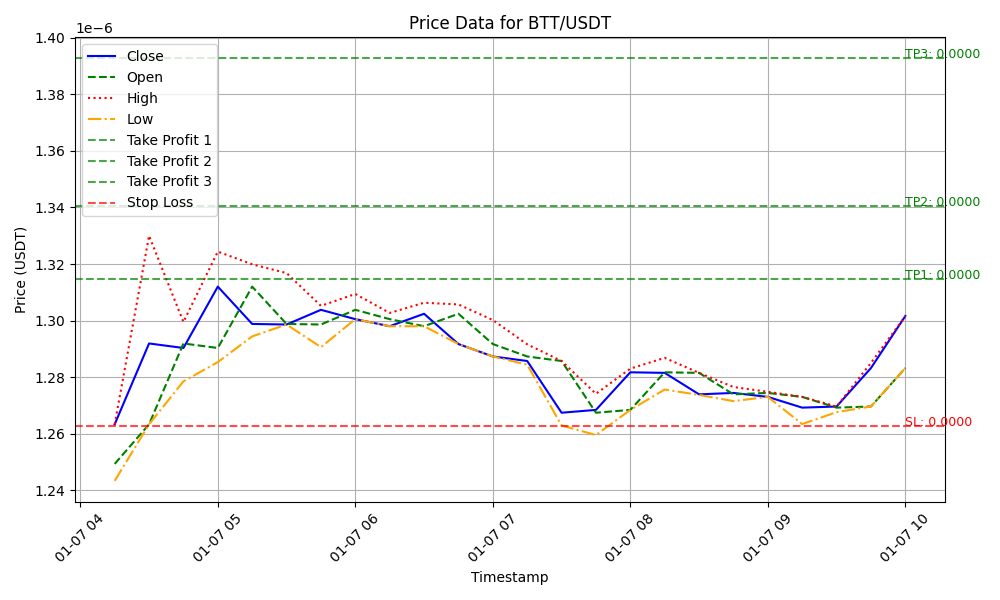 Price Data for BTT/USDT
1e−6
1.40
1.38
1.36
1.34
1.32
1.30
1.28
1.26
1.24
Price (USDT)
Close
Open
High
Low
Take Profit 1
Take Profit 2
Take Profit 3
Stop Loss
TP3: 0.0000
TP2: 0.0000
TP1: 0.0000
SL: 0.0000
01-07 04
01-07 05
01-07 06
01-07 07
01-07 08
01-07 09
01-07 10
Timestamp